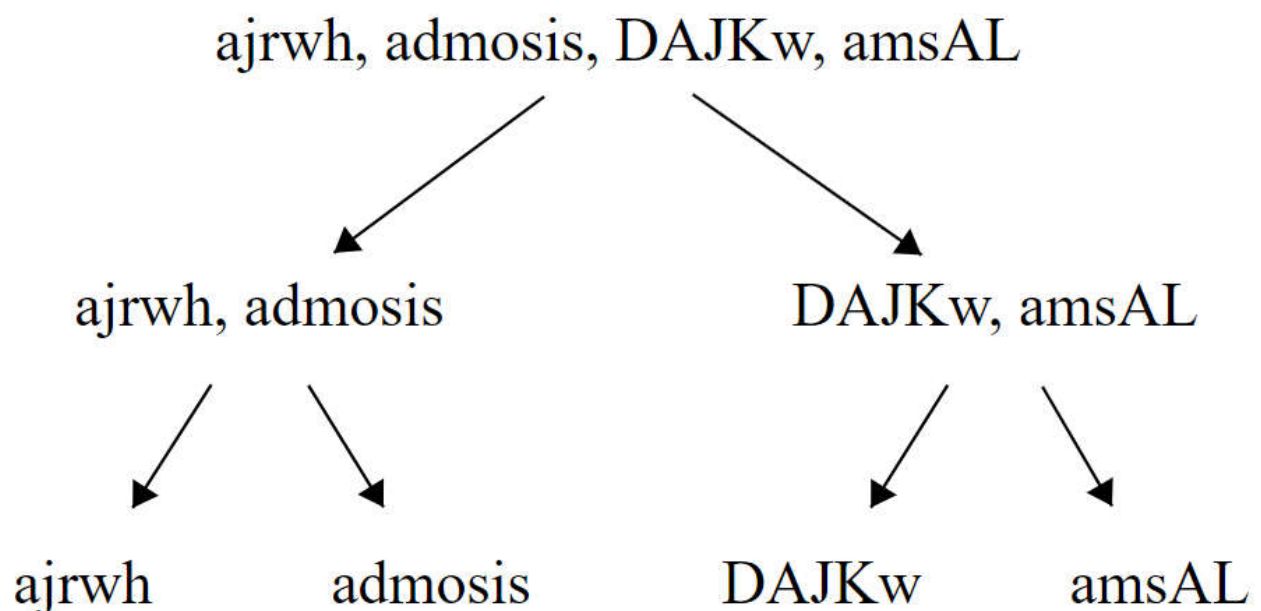 ajrwh, admosis, DAJKw, amsAL
ajrwh, admosis
DAJKw, amsAL
ajrwh
admosis
DAJKw
amsAL